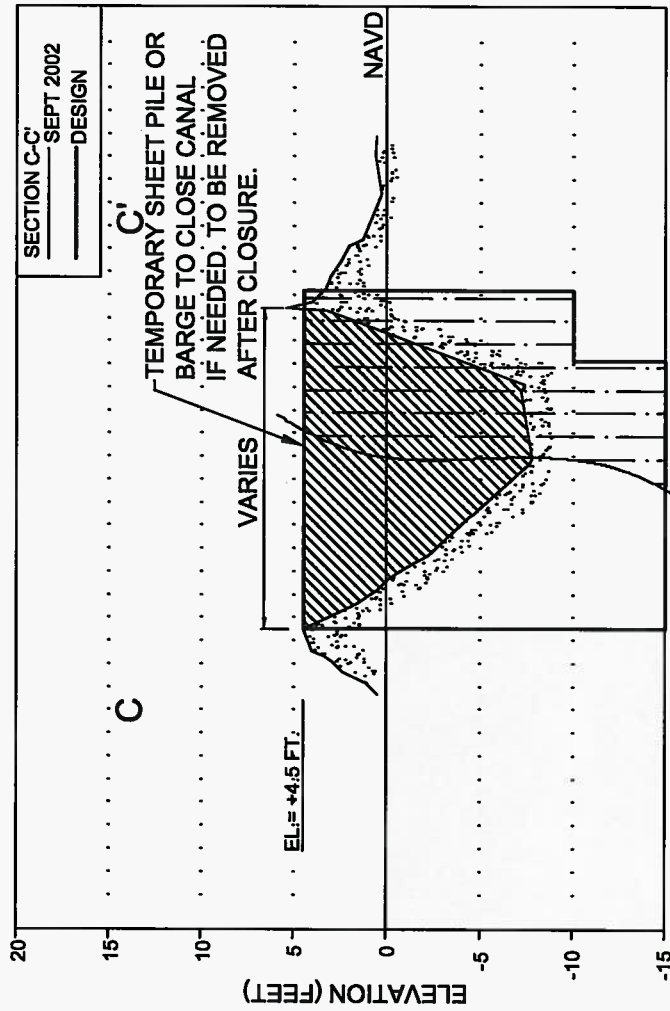 SECTION C-C'
SEPT 2002
DESIGN
C
C'
TEMPORARY SHEET PILE OR
BARGE TO CLOSE CANAL
IF NEEDED. TO BE REMOVED
AFTER CLOSURE.
VARIES
EL.= +4.5 FT.
NAVD
ELEVATION (FEET)
20
15
10
5
0
-5
-10
-15